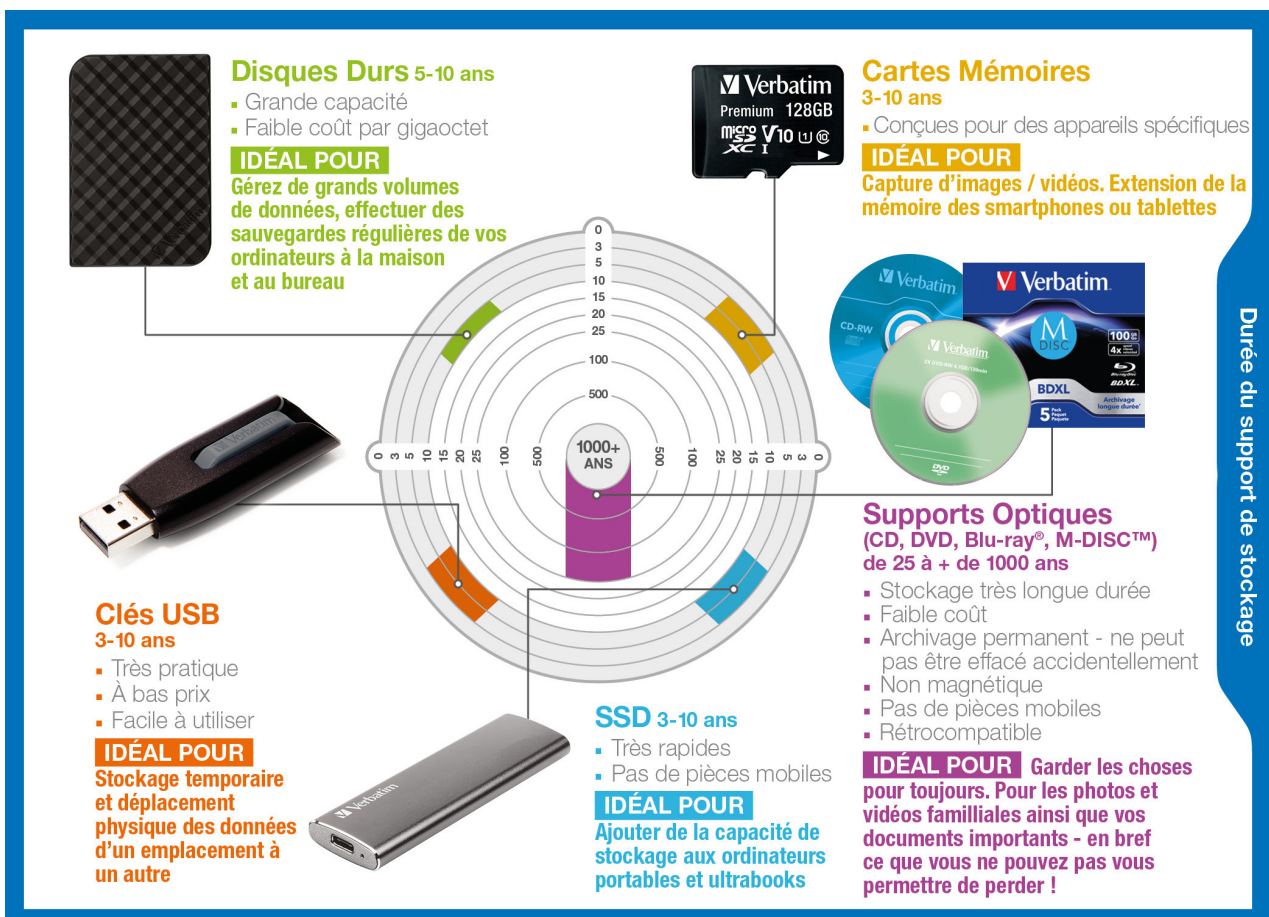 Disques Durs 5-10 ans
▪ Grande capacité
▪ Faible coût par gigaoctet
IDÉAL POUR
Gérez de grands volumes
de données, effectuer des
sauvegardes régulières de vos
ordinateurs à la maison
et au bureau
Verbatim
Premium 128GB
micro SD XC I V10 U1 10
Cartes Mémoires
3-10 ans
▪ Conçues pour des appareils spécifiques
IDÉAL POUR
Capture d'images / vidéos. Extension de la
mémoire des smartphones ou tablettes
0
3
5
10
15
20
25
100
500
0 3 5 10 15 20 25 100 500
1000+
ANS
500 100 25 20 15 10 5 3 0
Verbatim
CD-RW
Verbatim
DVD
Verbatim
M
DISC
100
4x
Blu-ray Disc
BDXL
BDXL
Archivage
longue durée*
5 Pack
Paquet
Paquete
Durée du support de stockage
Verbatim
Clés USB
3-10 ans
▪ Très pratique
▪ À bas prix
▪ Facile à utiliser
IDÉAL POUR
Stockage temporaire
et déplacement
physique des données
d'un emplacement à
un autre
Verbatim
SSD 3-10 ans
▪ Très rapides
▪ Pas de pièces mobiles
IDÉAL POUR
Ajouter de la capacité de
stockage aux ordinateurs
portables et ultrabooks
Supports Optiques
(CD, DVD, Blu-ray®, M-DISC™)
de 25 à + de 1000 ans
▪ Stockage très longue durée
▪ Faible coût
▪ Archivage permanent - ne peut
pas être effacé accidentellement
▪ Non magnétique
▪ Pas de pièces mobiles
▪ Rétrocompatible
IDÉAL POUR Garder les choses
pour toujours. Pour les photos et
vidéos familliales ainsi que vos
documents importants - en bref
ce que vous ne pouvez pas vous
permettre de perder !